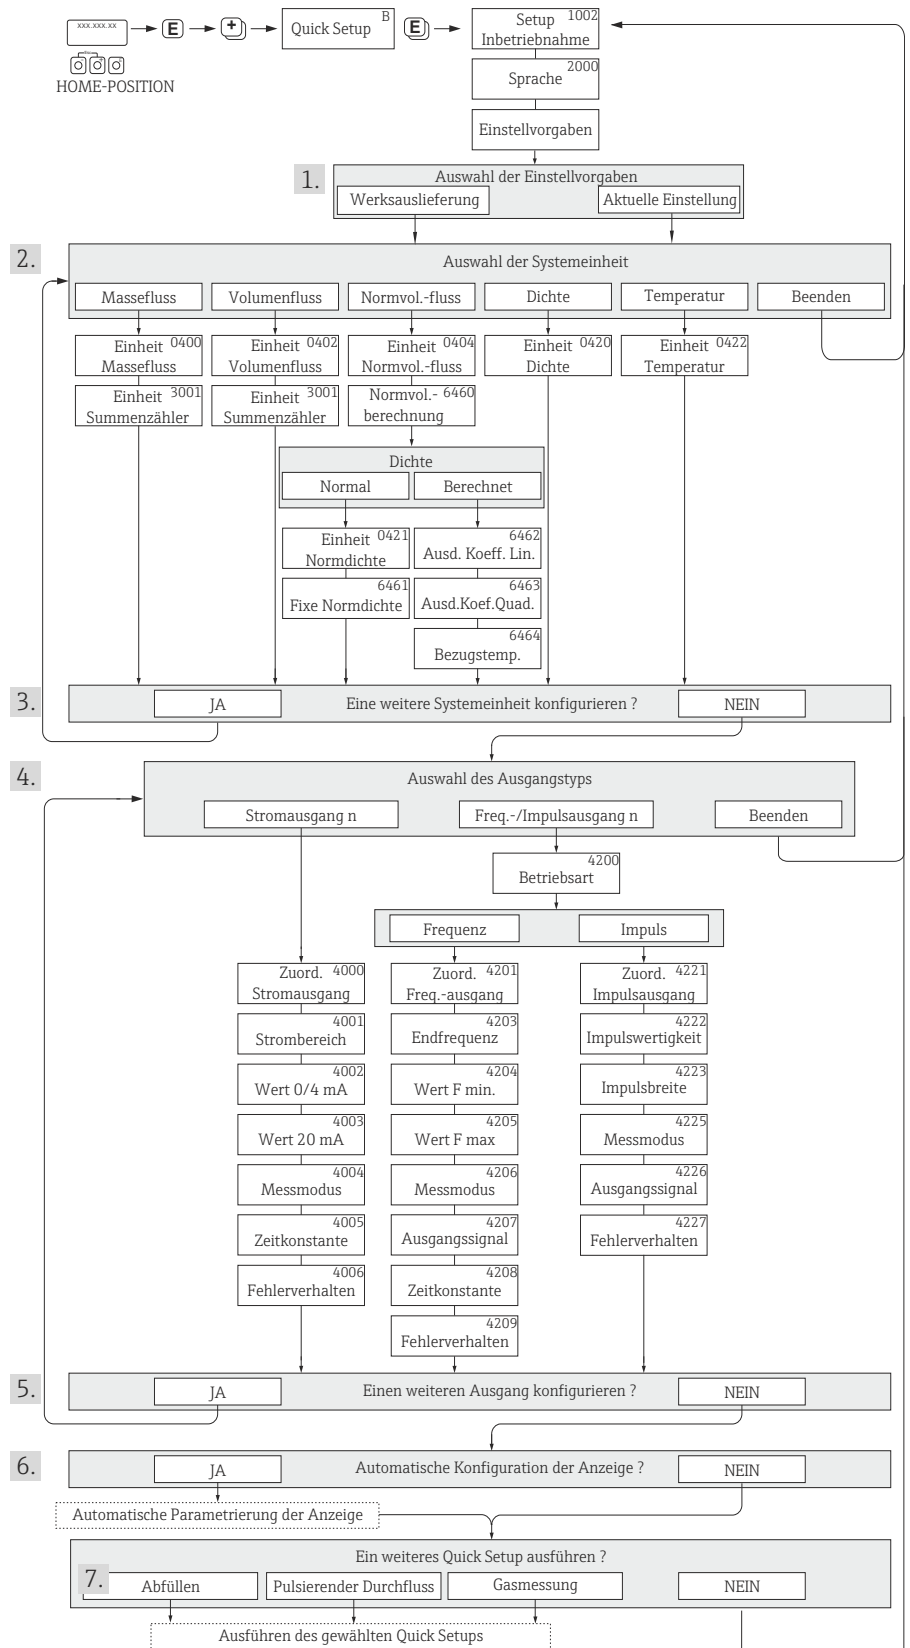 xxx.xxx.xx
E
+
B
Quick Setup
E
1002
Setup
Inbetriebnahme
HOME-POSITION
2000
Sprache
Einstellvorgaben
1.
Auswahl der Einstellvorgaben
Werksauslieferung
Aktuelle Einstellung
2.
Auswahl der Systemeinheit
Massefluss
Volumenfluss
Normvol.-fluss
Dichte
Temperatur
Beenden
Einheit 0400
Massefluss
Einheit 0402
Volumenfluss
Einheit 0404
Normvol.-fluss
Einheit 0420
Dichte
Einheit 0422
Temperatur
Einheit 3001
Summenzähler
Einheit 3001
Summenzähler
Normvol.- 6460
berechnung
Dichte
Normal
Berechnet
Einheit 0421
Normdichte
6462
Ausd. Koeff. Lin.
6461
Fixe Normdichte
6463
Ausd.Koef.Quad.
6464
Bezugstemp.
3.
JA
Eine weitere Systemeinheit konfigurieren ?
NEIN
4.
Auswahl des Ausgangstyps
Stromausgang n
Freq.-/Impulsausgang n
Beenden
4200
Betriebsart
Frequenz
Impuls
Zuord. 4000
Stromausgang
Zuord. 4201
Freq.-ausgang
Zuord. 4221
Impulsausgang
4001
Strombereich
4203
Endfrequenz
4222
Impulswertigkeit
4002
Wert 0/4 mA
4204
Wert F min.
4223
Impulsbreite
4003
Wert 20 mA
4205
Wert F max
4225
Messmodus
4004
Messmodus
4206
Messmodus
4226
Ausgangssignal
4005
Zeitkonstante
4207
Ausgangssignal
4227
Fehlerverhalten
4006
Fehlerverhalten
4208
Zeitkonstante
4209
Fehlerverhalten
5.
JA
Einen weiteren Ausgang konfigurieren ?
NEIN
6.
JA
Automatische Konfiguration der Anzeige ?
NEIN
Automatische Parametrierung der Anzeige
Ein weiteres Quick Setup ausführen ?
7.
Abfüllen
Pulsierender Durchfluss
Gasmessung
NEIN
Ausführen des gewählten Quick Setups